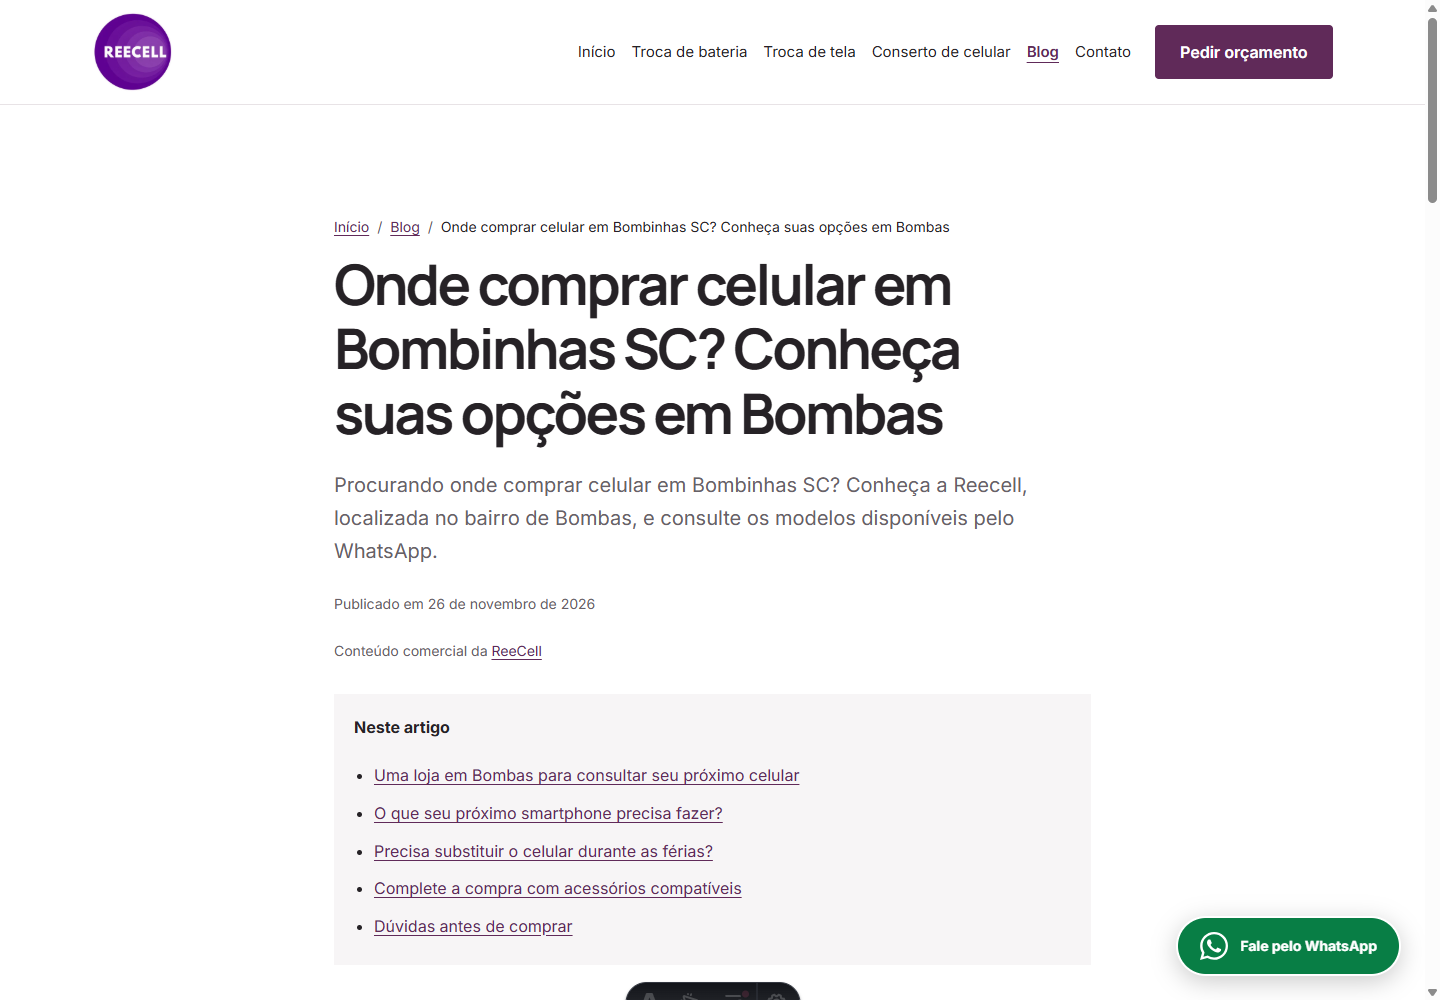 REECELL
Início Troca de bateria Troca de tela Conserto de celular Blog Contato Pedir orçamento
Início / Blog / Onde comprar celular em Bombinhas SC? Conheça suas opções em Bombas
Onde comprar celular em
Bombinhas SC? Conheça
suas opções em Bombas
Procurando onde comprar celular em Bombinhas SC? Conheça a Reecell,
localizada no bairro de Bombas, e consulte os modelos disponíveis pelo
WhatsApp.
Publicado em 26 de novembro de 2026
Conteúdo comercial da ReeCell
Neste artigo
Uma loja em Bombas para consultar seu próximo celular
O que seu próximo smartphone precisa fazer?
Precisa substituir o celular durante as férias?
Complete a compra com acessórios compatíveis
Dúvidas antes de comprar
Fale pelo WhatsApp